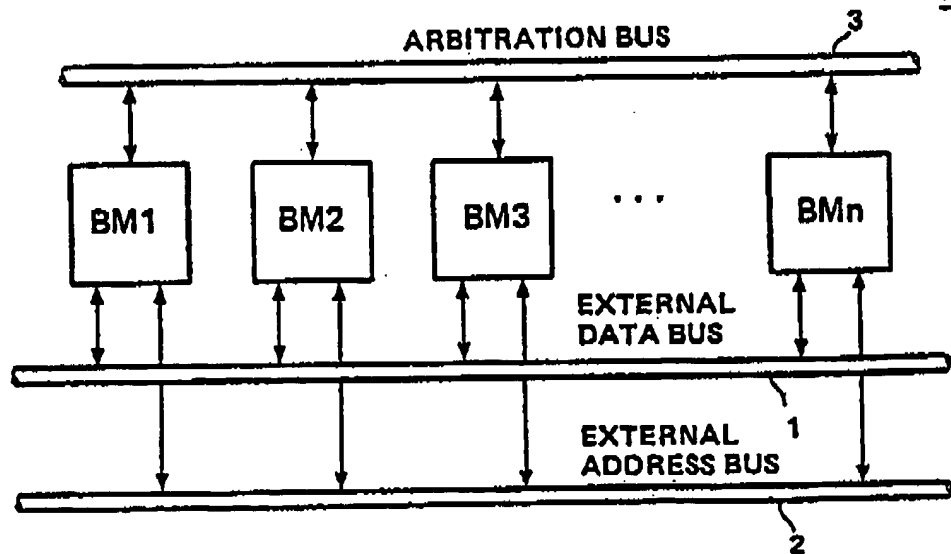 3
ARBITRATION BUS
BM1
BM2
BM3
...
BMn
EXTERNAL
DATA BUS
1
EXTERNAL
ADDRESS BUS
2